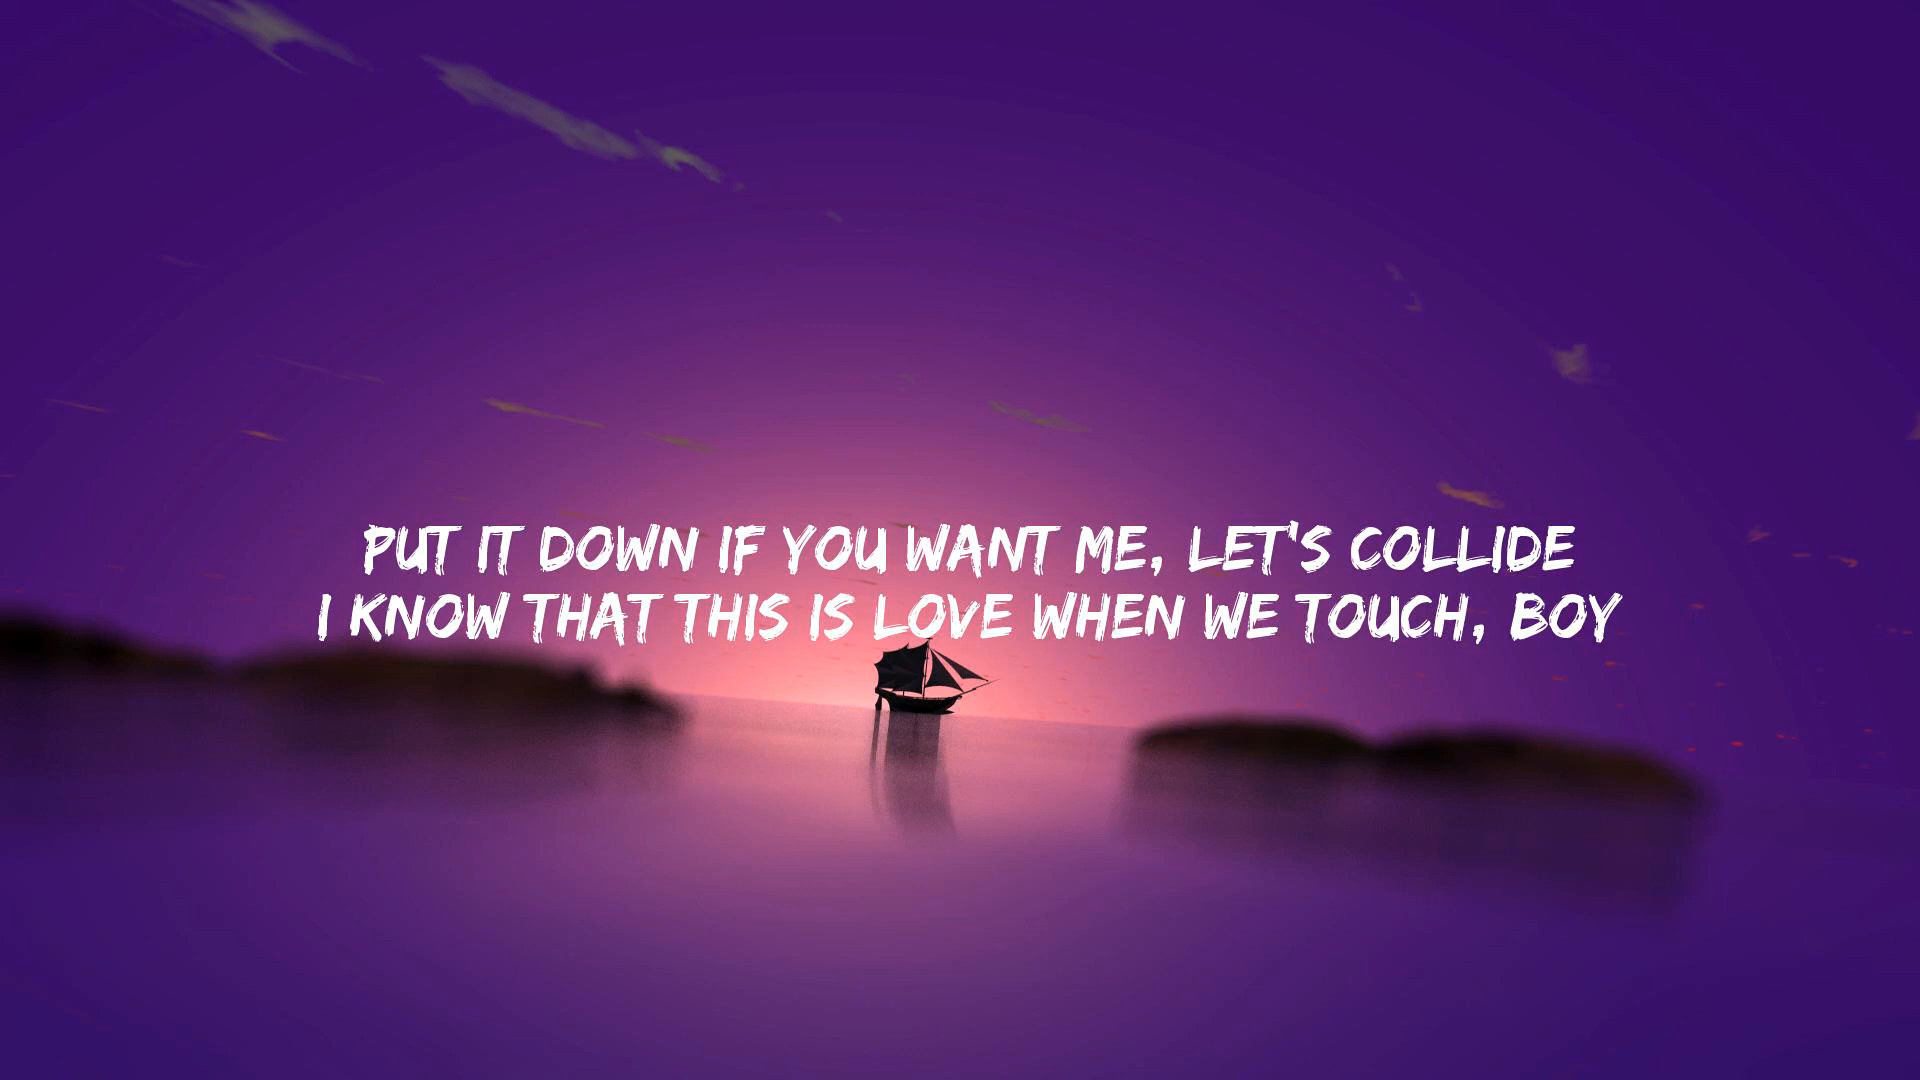 PUT IT DOWN IF YOU WANT ME, LET'S COLLIDE
I KNOW THAT THIS IS LOVE WHEN WE TOUCH, BOY